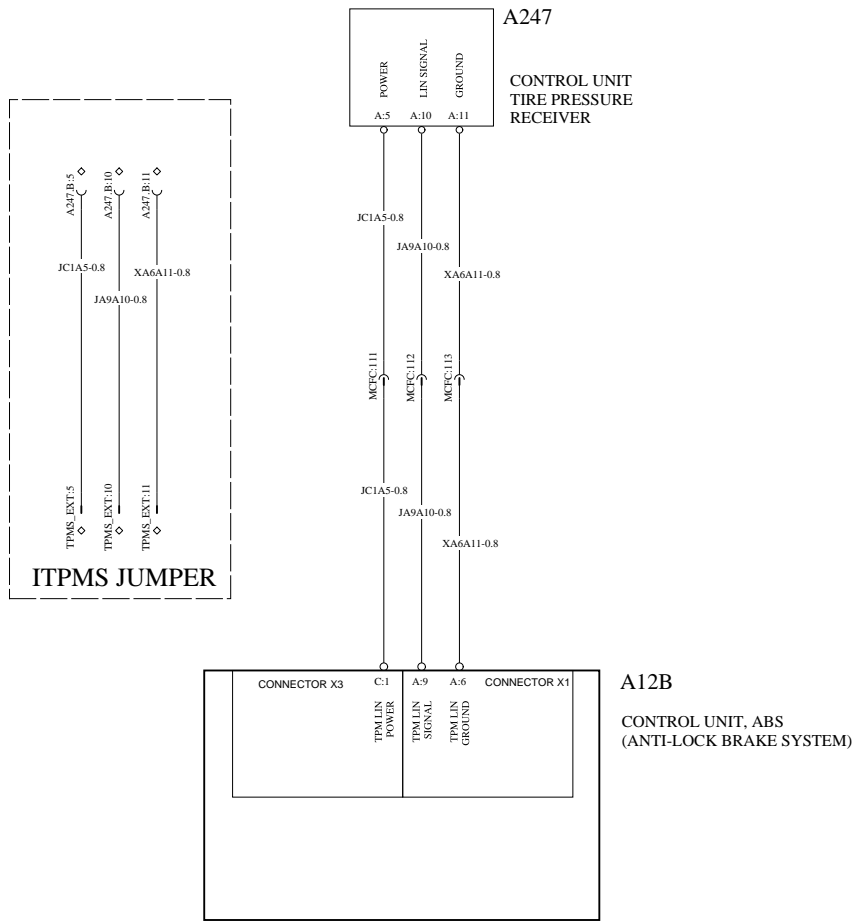 A247
CONTROL UNIT
TIRE PRESSURE
RECEIVER
POWER
LIN SIGNAL
GROUND
A:5
A:10
A:11
A247.B:5
A247.B:10
A247.B:11
JC1A5-0.8
JA9A10-0.8
XA6A11-0.8
TPMS_EXT:5
TPMS_EXT:10
TPMS_EXT:11
ITPMS JUMPER
JC1A5-0.8
JA9A10-0.8
XA6A11-0.8
MCFC:111
MCFC:112
MCFC:113
JC1A5-0.8
JA9A10-0.8
XA6A11-0.8
CONNECTOR X3
C:1
A:9
A:6
CONNECTOR X1
TPM LIN
POWER
TPM LIN
SIGNAL
TPM LIN
GROUND
A12B
CONTROL UNIT, ABS
(ANTI-LOCK BRAKE SYSTEM)